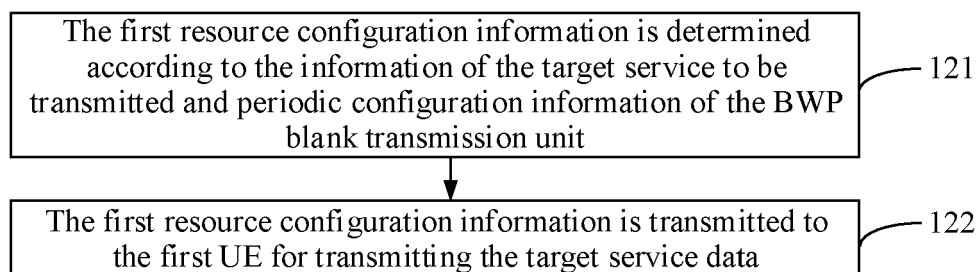 The first resource configuration information is determined
according to the information of the target service to be
transmitted and periodic configuration information of the BWP
blank transmission unit
121
The first resource configuration information is transmitted to
the first UE for transmitting the target service data
122